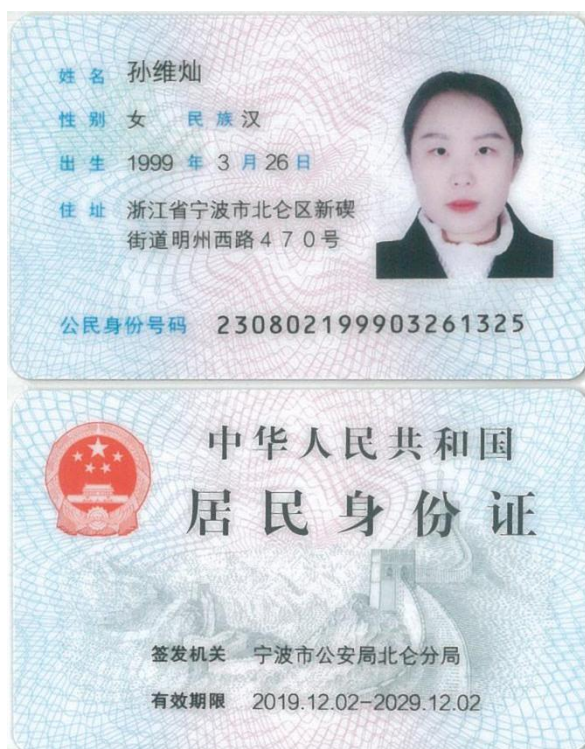 姓名 孙维灿
性别 女 民族 汉
出生 1999 年 3 月 26 日
住址 浙江省宁波市北仑区新碶
街道明州西路470号
公民身份号码 230802199903261325
中华人民共和国
居民身份证
签发机关 宁波市公安局北仑分局
有效期限 2019.12.02-2029.12.02